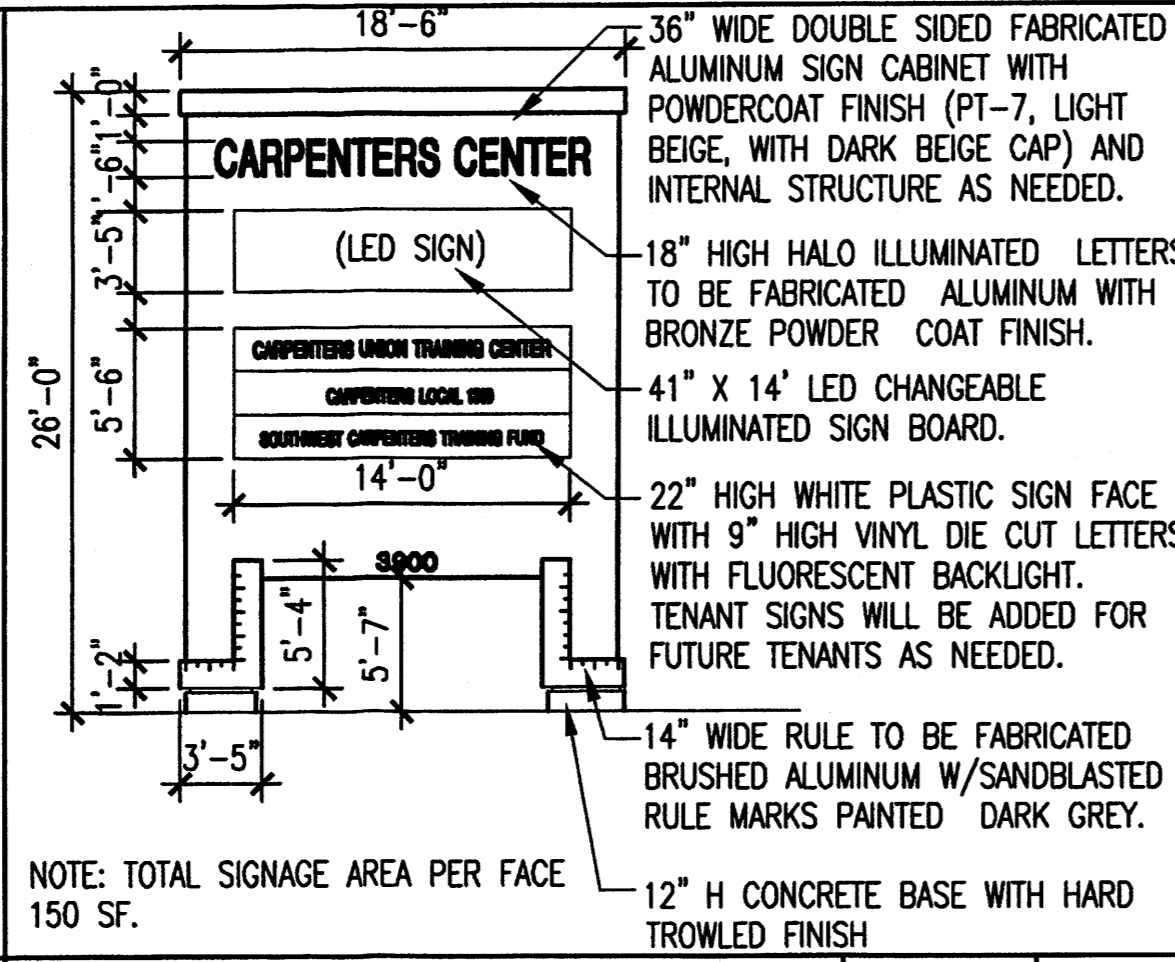 18'-6"
36" WIDE DOUBLE SIDED FABRICATED
ALUMINUM SIGN CABINET WITH
POWDERCOAT FINISH (PT-7, LIGHT
BEIGE, WITH DARK BEIGE CAP) AND
INTERNAL STRUCTURE AS NEEDED.
1'-0"
1'-6"
CARPENTERS CENTER
18" HIGH HALO ILLUMINATED LETTERS
TO BE FABRICATED ALUMINUM WITH
BRONZE POWDER COAT FINISH.
3'-5"
(LED SIGN)
41" X 14' LED CHANGEABLE
ILLUMINATED SIGN BOARD.
26'-0"
5'-6"
CARPENTERS UNION TRAINING CENTER
CARPENTERS LOCAL
SOUTHWEST CARPENTERS TRAINING FUND
14'-0"
22" HIGH WHITE PLASTIC SIGN FACE
WITH 9" HIGH VINYL DIE CUT LETTERS
WITH FLUORESCENT BACKLIGHT.
TENANT SIGNS WILL BE ADDED FOR
FUTURE TENANTS AS NEEDED.
3900
5'-4"
5'-7"
1'-2"
3'-5"
14" WIDE RULE TO BE FABRICATED
BRUSHED ALUMINUM W/SANDBLASTED
RULE MARKS PAINTED DARK GREY.
12" H CONCRETE BASE WITH HARD
TROWLED FINISH
NOTE: TOTAL SIGNAGE AREA PER FACE
150 SF.